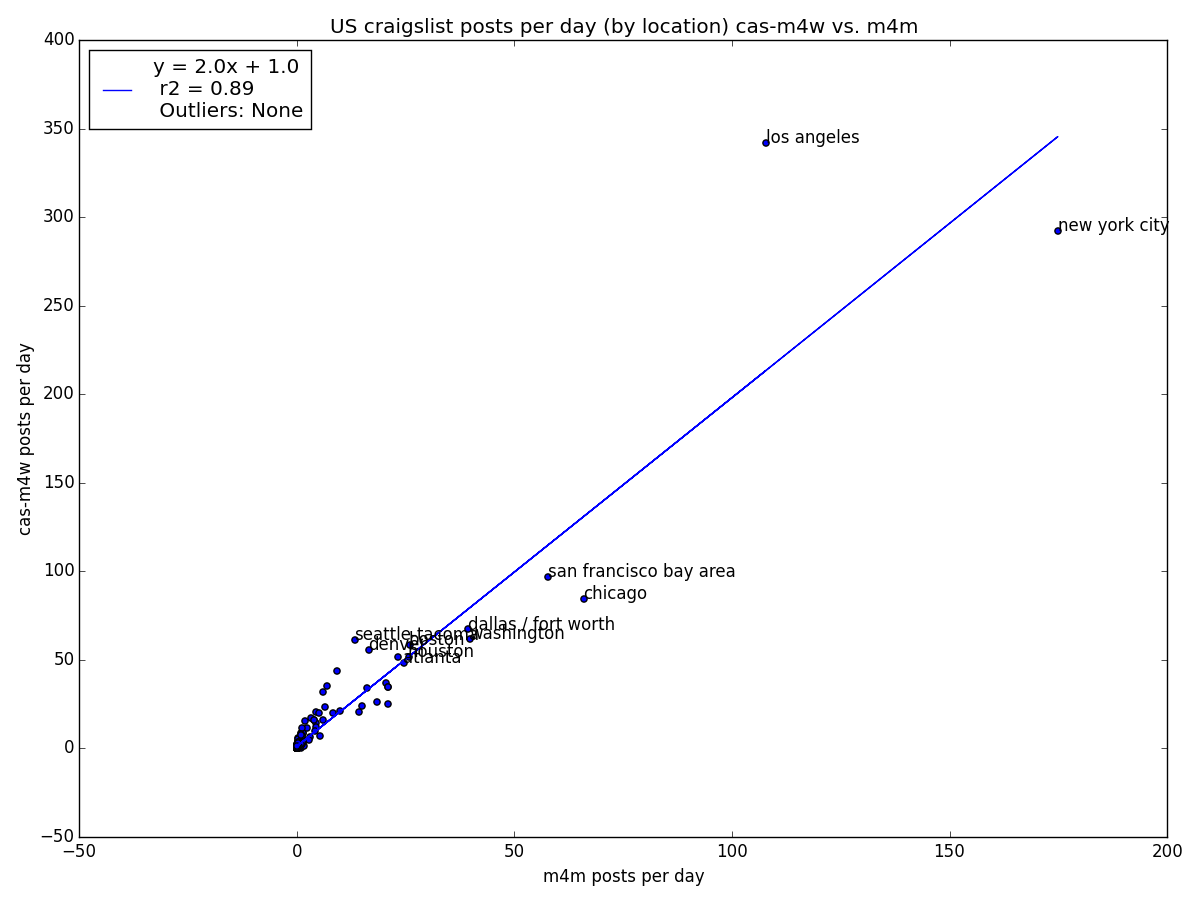 US craigslist posts per day (by location) cas-m4w vs. m4m
y = 2.0x + 1.0
r2 = 0.89
Outliers: None
400
350
300
250
200
150
100
50
0
−50
cas-m4w posts per day
los angeles
new york city
san francisco bay area
chicago
dallas / fort worth
seattle-tacoma
washington
boston
denver
houston
atlanta
−50
0
50
100
150
200
m4m posts per day